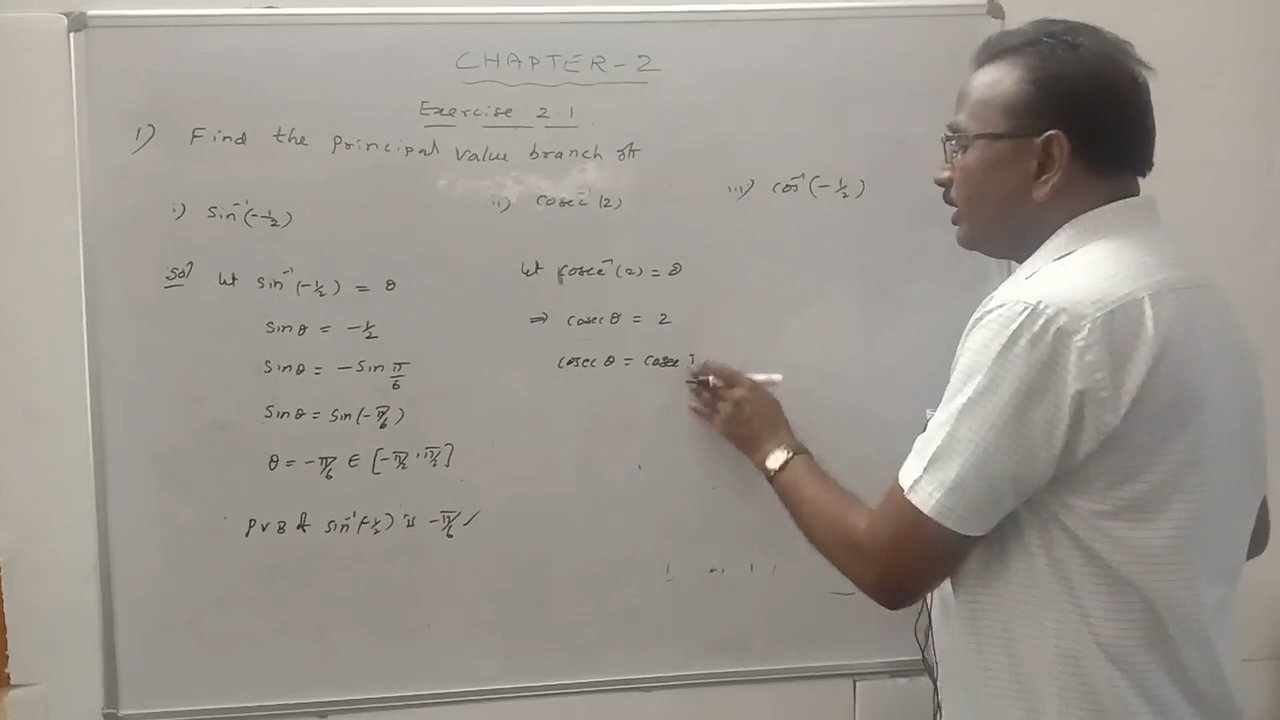 CHAPTER-2
Exercise 2.1
1) Find the principal value branch of
i) sin⁻¹(-1/2)
ii) cosec⁻¹(2)
iii) cos⁻¹(-1/2)
Sol
Let sin⁻¹(-1/2) = θ
Sinθ = -1/2
Sinθ = -Sin π/6
Sinθ = Sin(-π/6)
θ = -π/6 ∈ [-π/2, π/2]
PVB of Sin⁻¹(-1/2) is -π/6 ✓
Let cosec⁻¹(2) = θ
⇒ cosec θ = 2
cosec θ = cosec